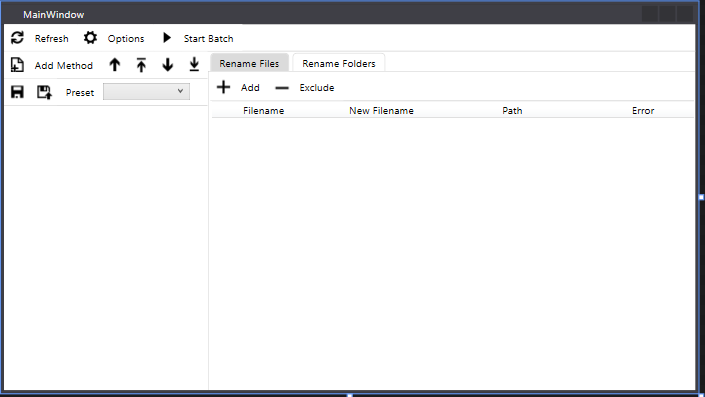 MainWindow
Refresh Options Start Batch
Add Method
Rename Files Rename Folders
Preset
Add Exclude
Filename New Filename Path Error